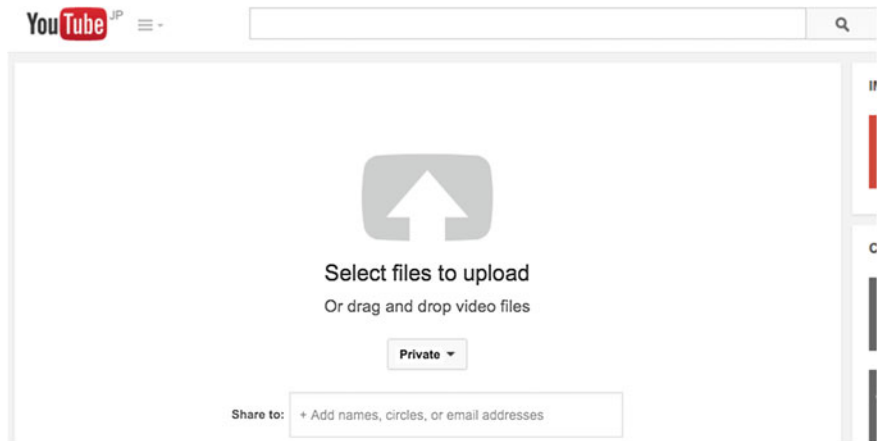 YouTube JP
Select files to upload
Or drag and drop video files
Private
Share to: + Add names, circles, or email addresses